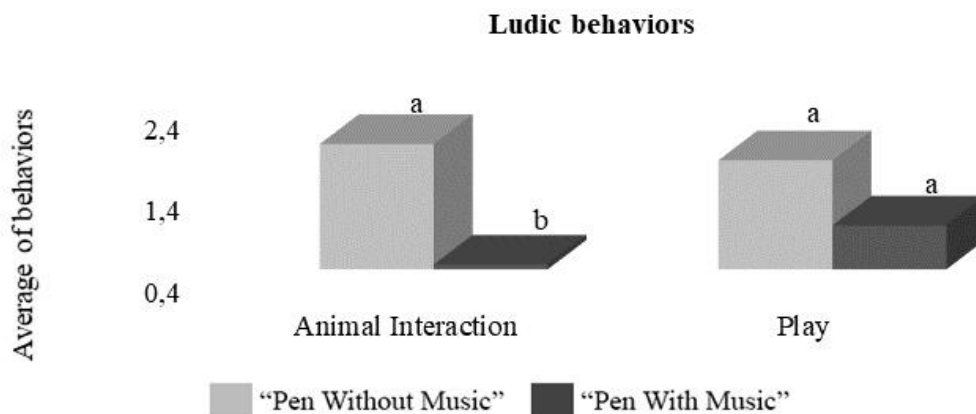 Ludic behaviors
Average of behaviors
2,4
1,4
0,4
a
b
a
a
Animal Interaction
Play
“Pen Without Music”
“Pen With Music”